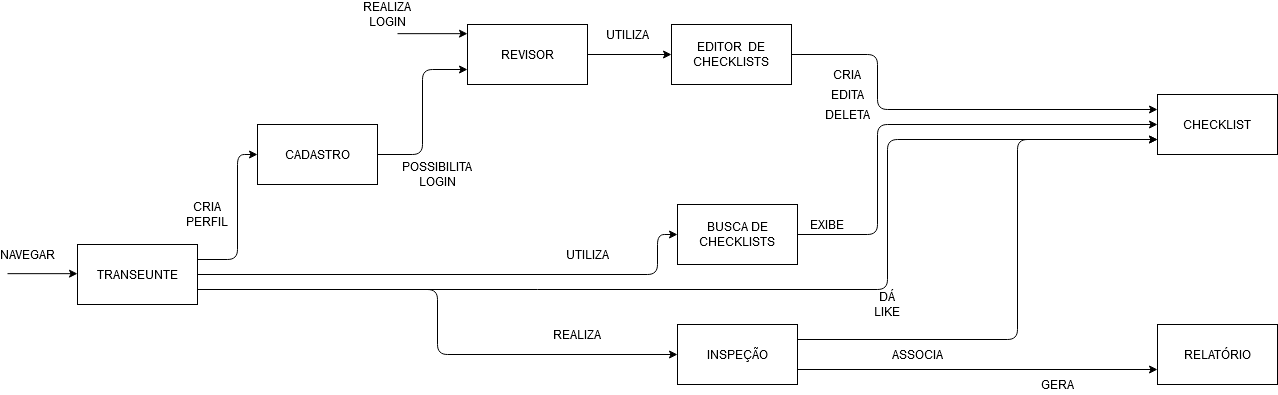 REALIZA
LOGIN
REVISOR
UTILIZA
EDITOR DE
CHECKLISTS
CRIA
EDITA
DELETA
CHECKLIST
CADASTRO
POSSIBILITA
LOGIN
CRIA
PERFIL
NAVEGAR
TRANSEUNTE
UTILIZA
BUSCA DE
CHECKLISTS
EXIBE
DÁ
LIKE
REALIZA
INSPEÇÃO
ASSOCIA
GERA
RELATÓRIO